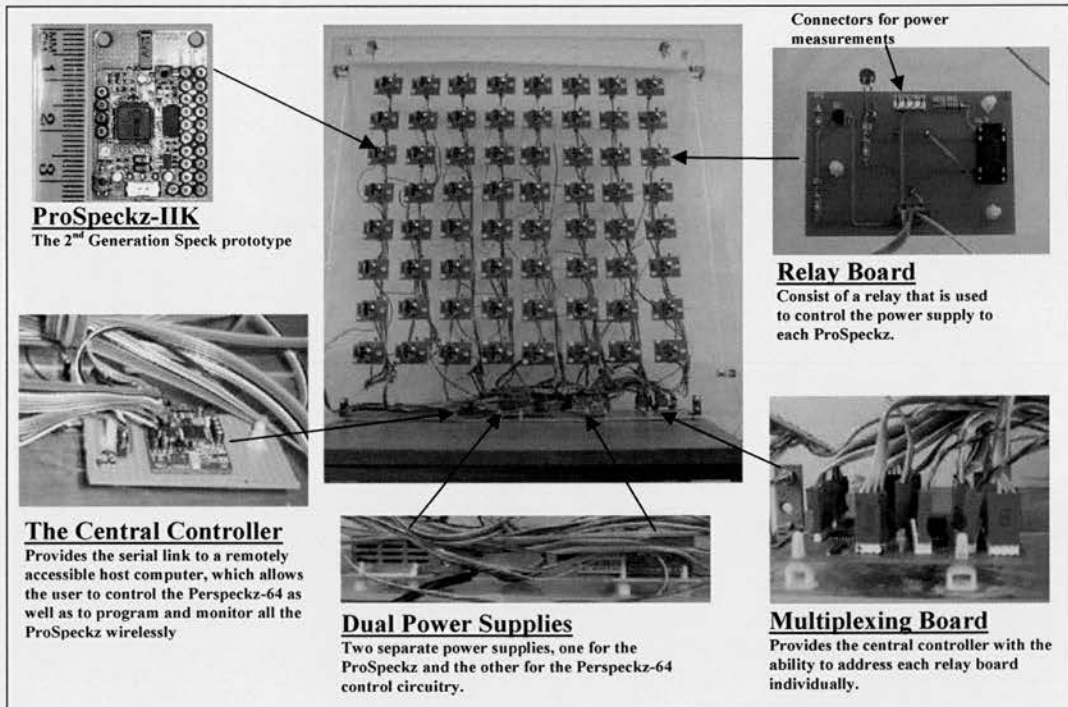 Connectors for power
measurements
1
2
3
ProSpeckz-IIK
The 2nd Generation Speck prototype
Relay Board
Consist of a relay that is used
to control the power supply to
each ProSpeckz.
The Central Controller
Provides the serial link to a remotely
accessible host computer, which allows
the user to control the Perspeckz-64 as
well as to program and monitor all the
ProSpeckz wirelessly
Dual Power Supplies
Two separate power supplies, one for the
ProSpeckz and the other for the Perspeckz-64
control circuitry.
Multiplexing Board
Provides the central controller with the
ability to address each relay board
individually.